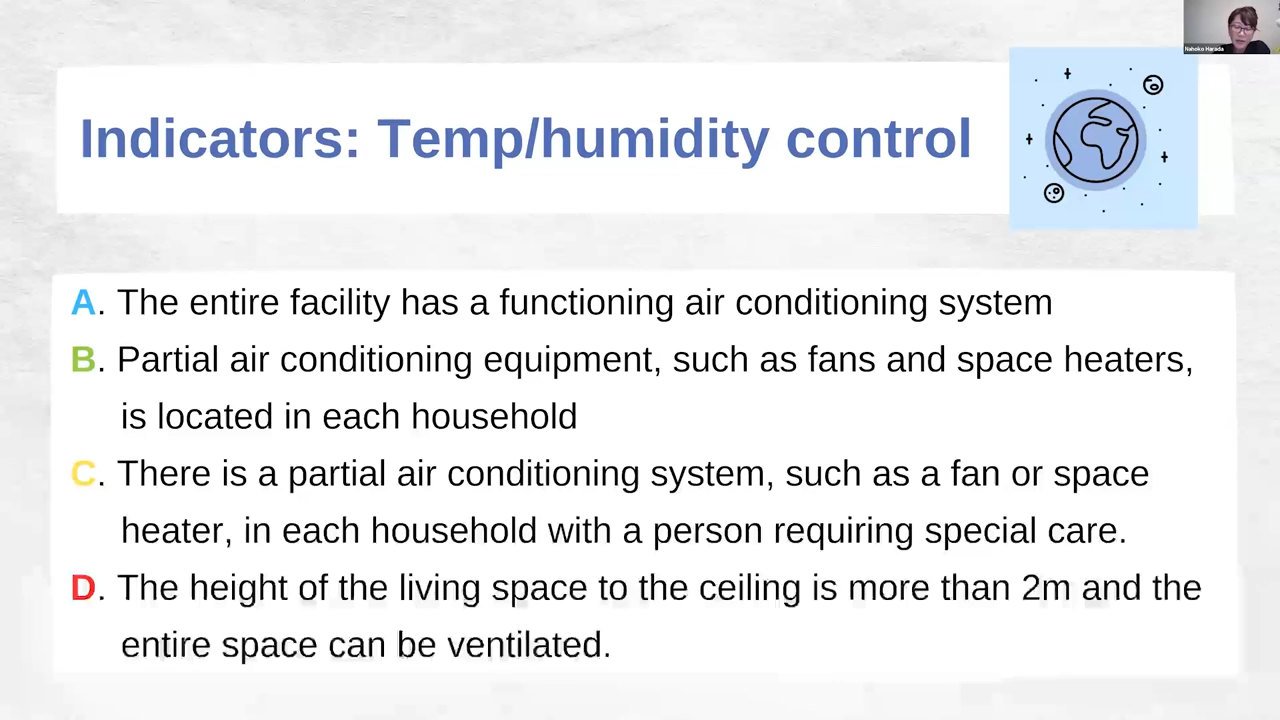 Nahoko Harada
Indicators: Temp/humidity control
A. The entire facility has a functioning air conditioning system
B. Partial air conditioning equipment, such as fans and space heaters,
is located in each household
C. There is a partial air conditioning system, such as a fan or space
heater, in each household with a person requiring special care.
D. The height of the living space to the ceiling is more than 2m and the
entire space can be ventilated.